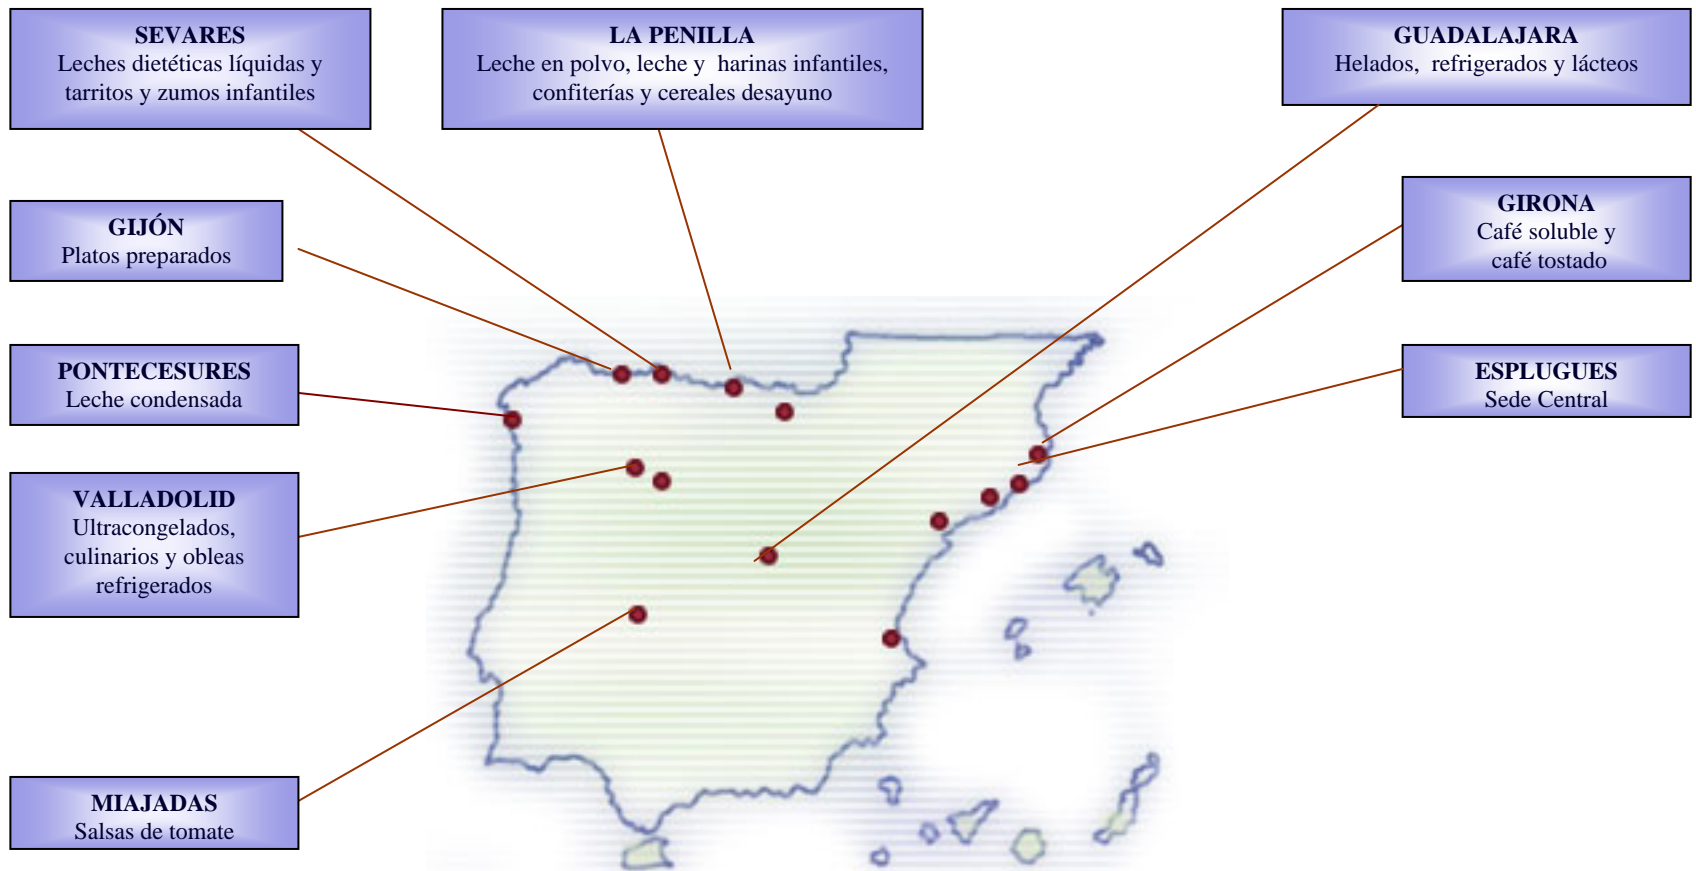 SEVARES
Leches dietéticas líquidas y
tarritos y zumos infantiles
LA PENILLA
Leche en polvo, leche y harinas infantiles,
confiterías y cereales desayuno
GUADALAJARA
Helados, refrigerados y lácteos
GIJÓN
Platos preparados
GIRONA
Café soluble y
café tostado
PONTECESURES
Leche condensada
ESPLUGUES
Sede Central
VALLADOLID
Ultracongelados,
culinarios y obleas
refrigerados
MIAJADAS
Salsas de tomate